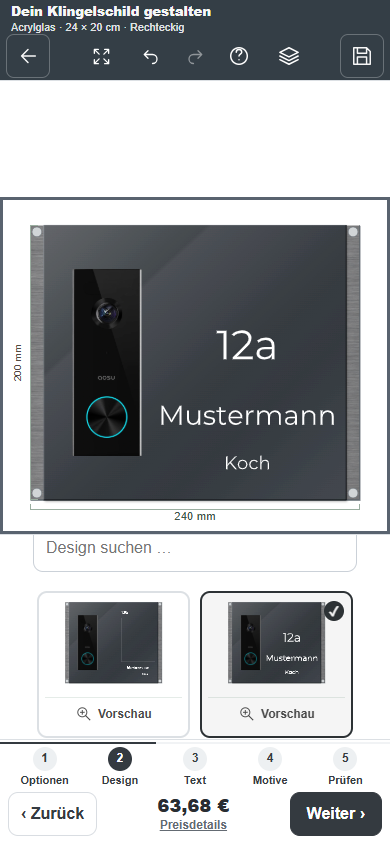 Dein Klingelschild gestalten
Acrylglas · 24 × 20 cm · Rechteckig
12a
Mustermann
Koch
200 mm
240 mm
Design suchen …
12a
Mustermann
Koch
Vorschau
Vorschau
1 2 3 4 5
Optionen Design Text Motive Prüfen
‹ Zurück
63,68 €
Preisdetails
Weiter ›